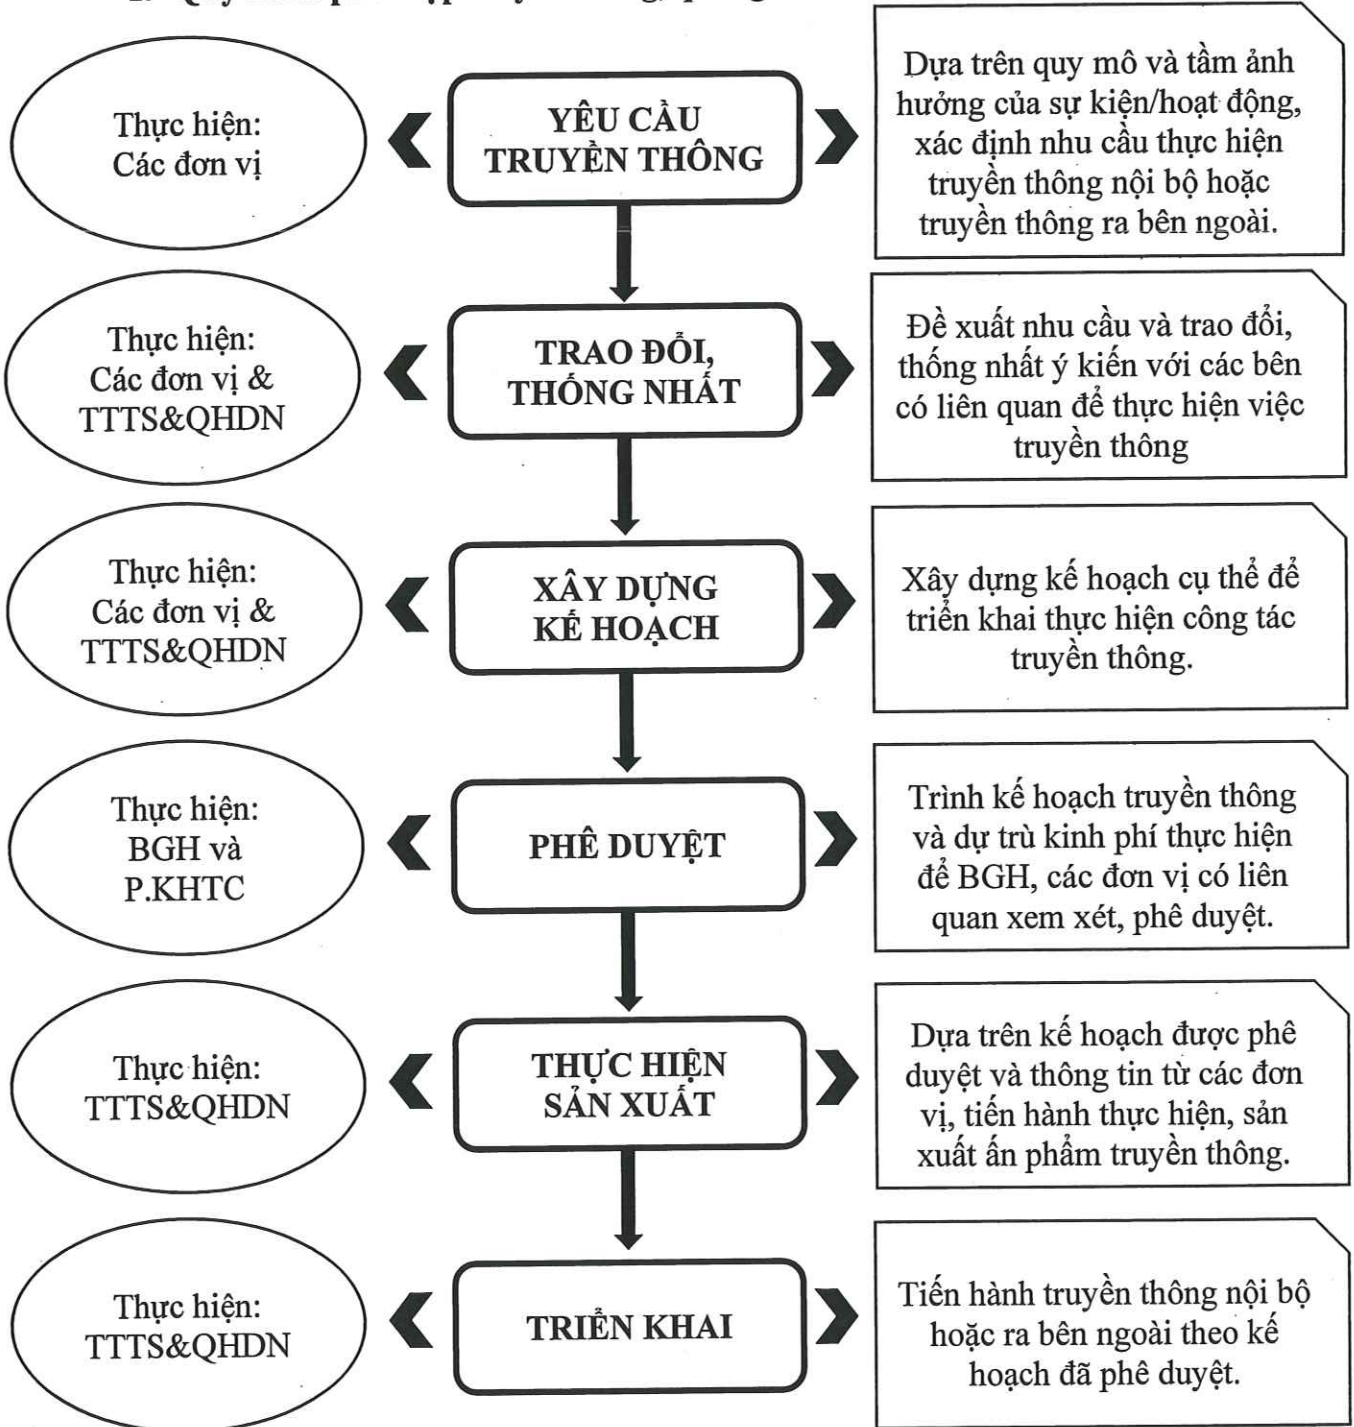 Thực hiện:
Các đơn vị
YÊU CẦU
TRUYỀN THÔNG
Dựa trên quy mô và tầm ảnh
hưởng của sự kiện/hoạt động,
xác định nhu cầu thực hiện
truyền thông nội bộ hoặc
truyền thông ra bên ngoài.
Thực hiện:
Các đơn vị &
TTTS&QHDN
TRAO ĐỔI,
THỐNG NHẤT
Đề xuất nhu cầu và trao đổi,
thống nhất ý kiến với các bên
có liên quan để thực hiện việc
truyền thông
Thực hiện:
Các đơn vị &
TTTS&QHDN
XÂY DỰNG
KẾ HOẠCH
Xây dựng kế hoạch cụ thể để
triển khai thực hiện công tác
truyền thông.
Thực hiện:
BGH và
P.KHTC
PHÊ DUYỆT
Trình kế hoạch truyền thông
và dự trù kinh phí thực hiện
để BGH, các đơn vị có liên
quan xem xét, phê duyệt.
Thực hiện:
TTTS&QHDN
THỰC HIỆN
SẢN XUẤT
Dựa trên kế hoạch được phê
duyệt và thông tin từ các đơn
vị, tiến hành thực hiện, sản
xuất ấn phẩm truyền thông.
Thực hiện:
TTTS&QHDN
TRIỂN KHAI
Tiến hành truyền thông nội bộ
hoặc ra bên ngoài theo kế
hoạch đã phê duyệt.